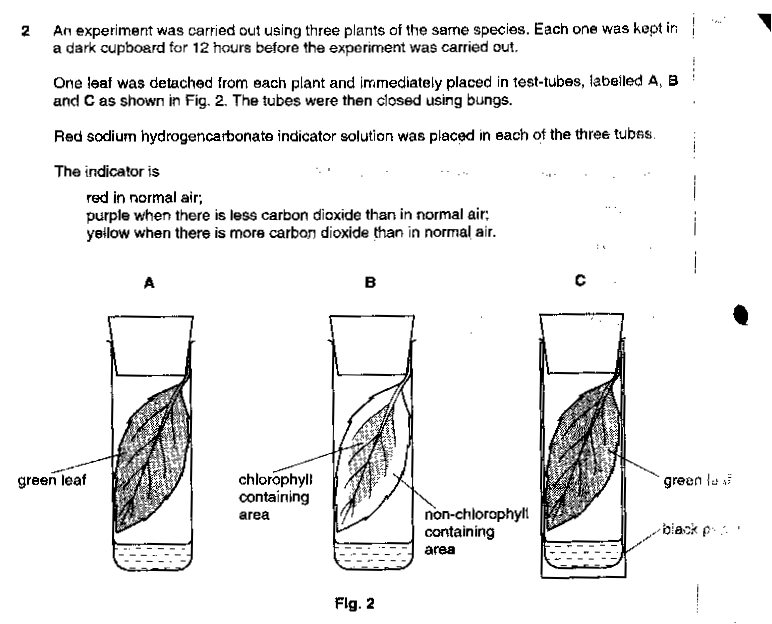 2 An experiment was carried out using three plants of the same species. Each one was kept in
a dark cupboard for 12 hours before the experiment was carried out.
One leaf was detached from each plant and immediately placed in test-tubes, labelled A, B
and C as shown in Fig. 2. The tubes were then closed using bungs.
Red sodium hydrogencarbonate indicator solution was placed in each of the three tubes.
The indicator is
red in normal air;
purple when there is less carbon dioxide than in normal air;
yellow when there is more carbon dioxide than in normal air.
A B C
green leaf
chlorophyll
containing
area
non-chlorophyll
containing
area
green
black
Fig. 2